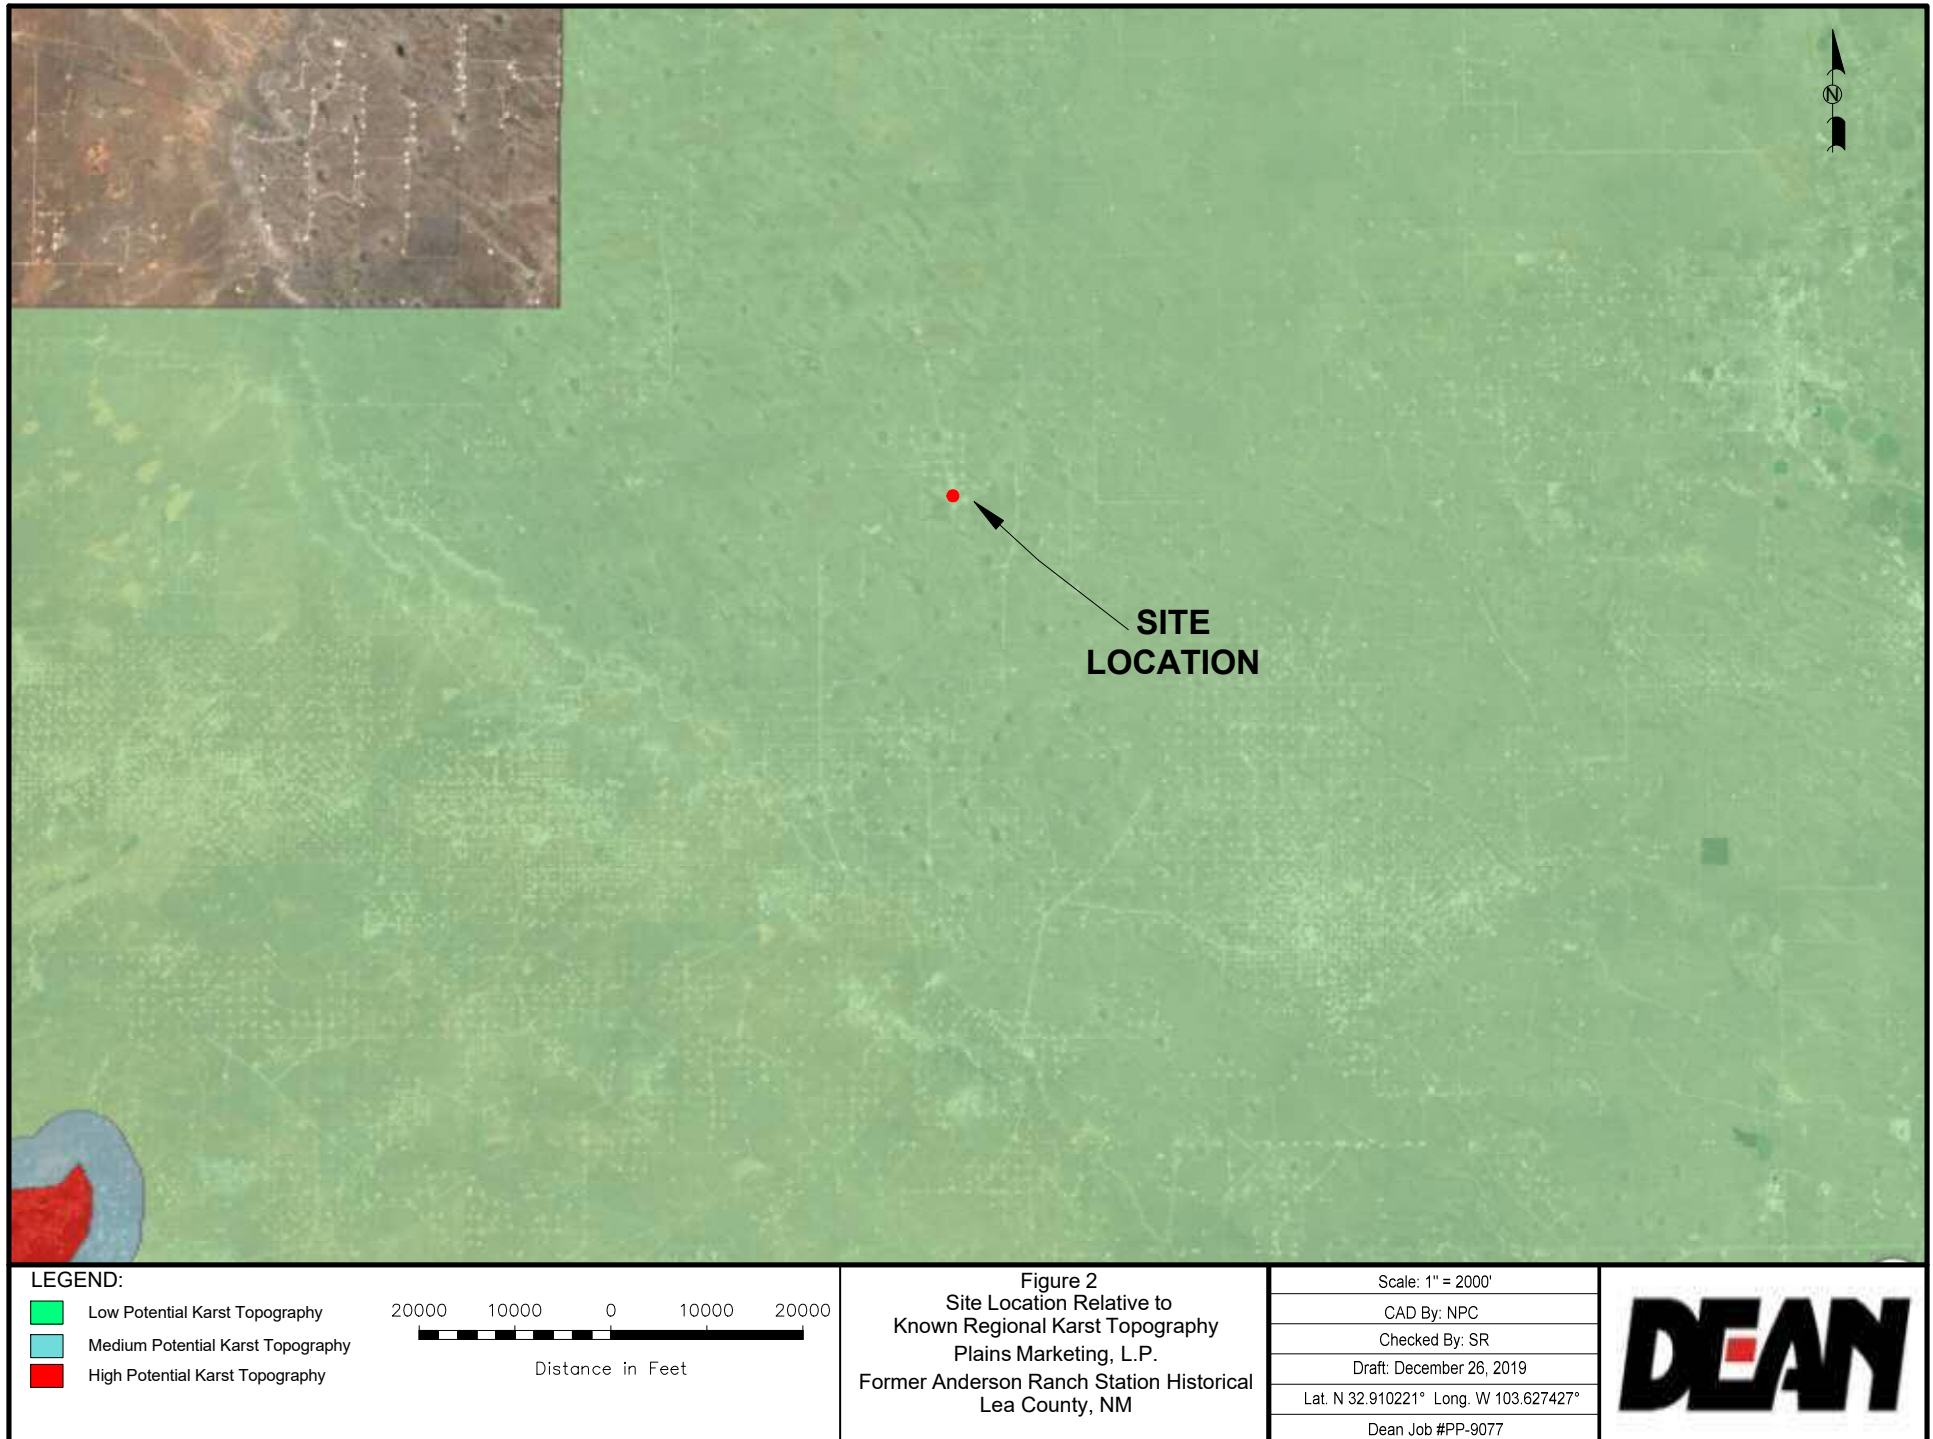 N
SITE
LOCATION
LEGEND:
Low Potential Karst Topography
Medium Potential Karst Topography
High Potential Karst Topography
20000 10000 0 10000 20000
Distance in Feet
Figure 2
Site Location Relative to
Known Regional Karst Topography
Plains Marketing, L.P.
Former Anderson Ranch Station Historical
Lea County, NM
Scale: 1" = 2000'
CAD By: NPC
Checked By: SR
Draft: December 26, 2019
Lat. N 32.910221° Long. W 103.627427°
Dean Job #PP-9077
DEAN